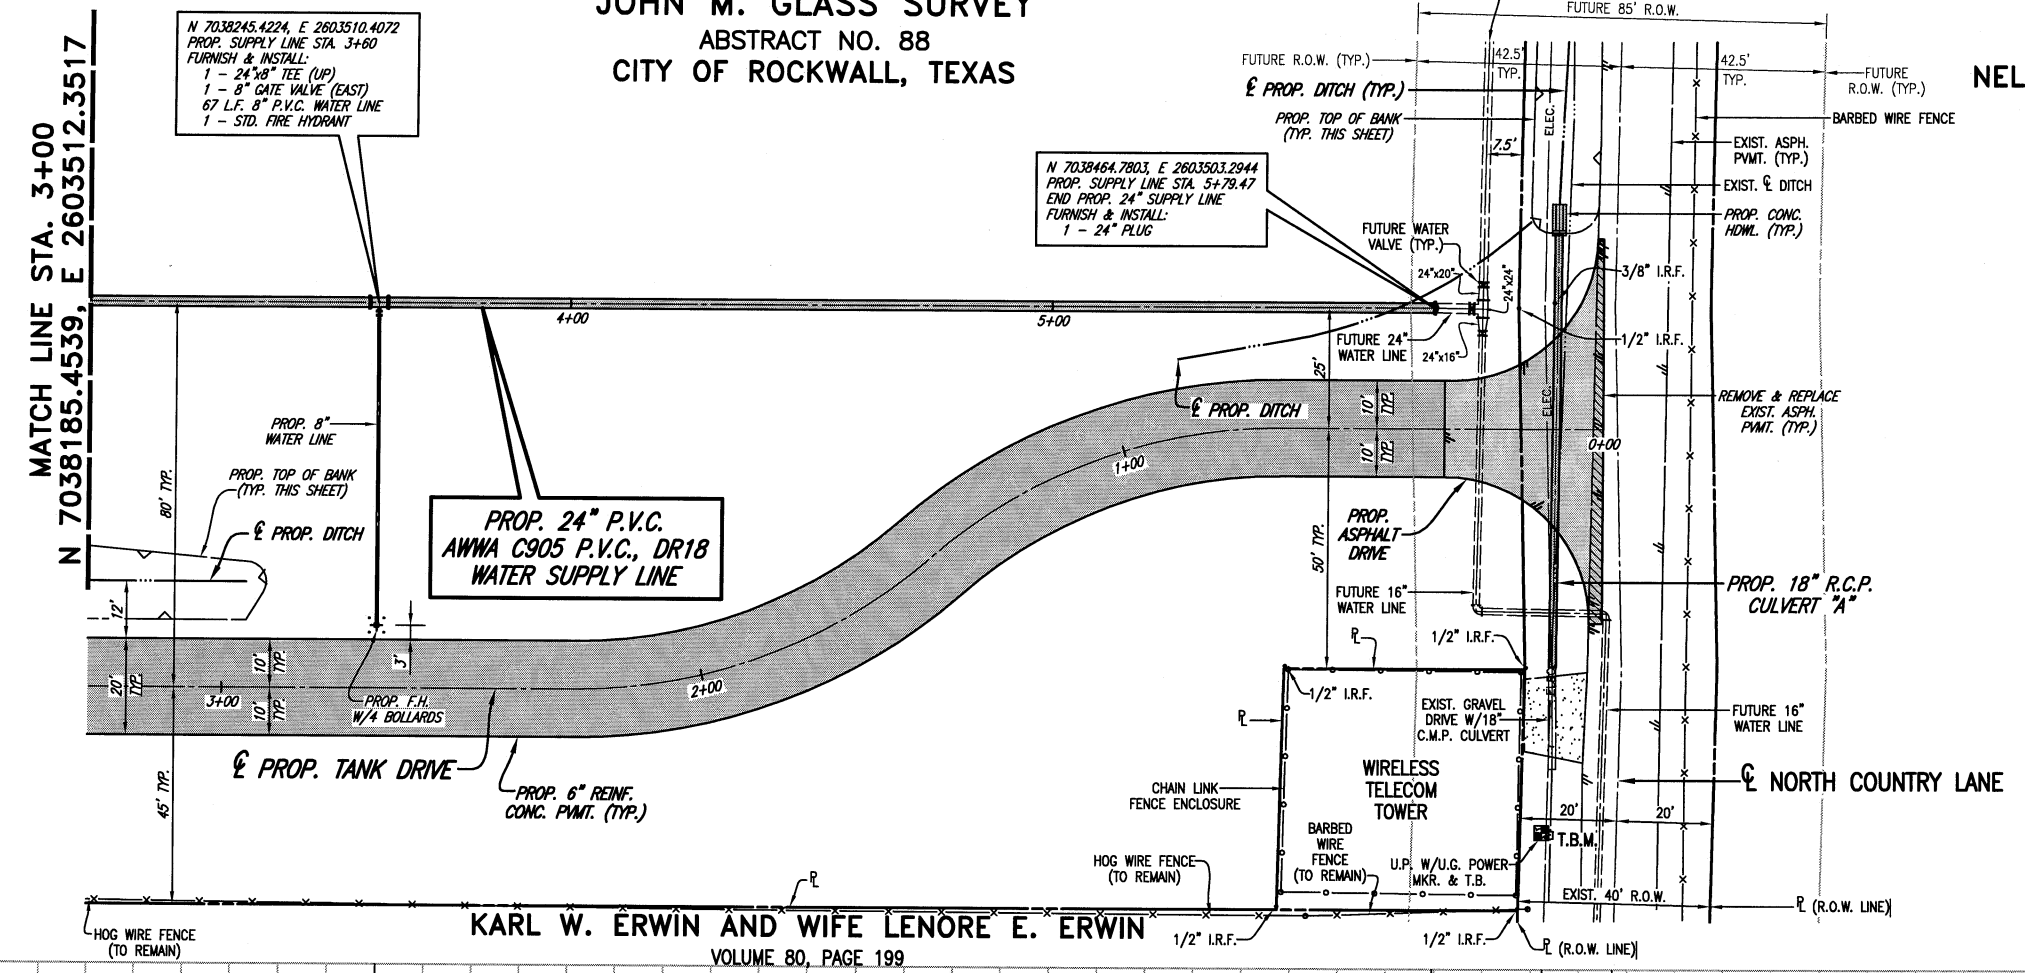 JOHN M. GLASS SURVEY
ABSTRACT NO. 88
CITY OF ROCKWALL, TEXAS
N 7038245.4224, E 2603510.4072
PROP. SUPPLY LINE STA. 3+60
FURNISH & INSTALL:
1 - 24"x8" TEE (UP)
1 - 8" GATE VALVE (EAST)
67 L.F. 8" P.V.C. WATER LINE
1 - STD. FIRE HYDRANT
MATCH LINE STA. 3+00
N 7038185.4539, E 2603512.3517
FUTURE 85' R.O.W.
FUTURE R.O.W. (TYP.)
42.5'
TYP.
42.5'
TYP.
FUTURE
R.O.W. (TYP.)
NEL
℄ PROP. DITCH (TYP.)
PROP. TOP OF BANK
(TYP. THIS SHEET)
ELEC.
7.5'
BARBED WIRE FENCE
EXIST. ASPH.
PVMT. (TYP.)
EXIST. ℄ DITCH
PROP. CONC.
HDWL. (TYP.)
N 7038464.7803, E 2603503.2944
PROP. SUPPLY LINE STA. 5+79.47
END PROP. 24" SUPPLY LINE
FURNISH & INSTALL:
1 - 24" PLUG
FUTURE WATER
VALVE (TYP.)
24"x20"
24"x24"
24"x16"
3/8" I.R.F.
1/2" I.R.F.
4+00
5+00
FUTURE 24"
WATER LINE
25'
℄ PROP. DITCH
10'
TYP.
10'
TYP.
ELEC.
0+00
REMOVE & REPLACE
EXIST. ASPH.
PVMT. (TYP.)
PROP. 8"
WATER LINE
80' TYP.
PROP. TOP OF BANK
(TYP. THIS SHEET)
℄ PROP. DITCH
1+00
PROP. 24" P.V.C.
AWWA C905 P.V.C., DR18
WATER SUPPLY LINE
PROP.
ASPHALT
DRIVE
50' TYP.
FUTURE 16"
WATER LINE
PROP. 18" R.C.P.
CULVERT "A"
12'
3'
℄
1/2" I.R.F.
10'
TYP.
20'
TYP.
3+00
10'
TYP.
2+00
PROP. F.H.
W/4 BOLLARDS
1/2" I.R.F.
ELEC.
EXIST. GRAVEL
DRIVE W/18"
C.M.P. CULVERT
FUTURE 16"
WATER LINE
℄
℄ PROP. TANK DRIVE
PROP. 6" REINF.
CONC. PVMT. (TYP.)
45' TYP.
CHAIN LINK
FENCE ENCLOSURE
WIRELESS
TELECOM
TOWER
℄ NORTH COUNTRY LANE
20'
20'
T.B.M.
BARBED
WIRE
FENCE
(TO REMAIN)
HOG WIRE FENCE
(TO REMAIN)
U.P. W/U.G. POWER
MKR. & T.B.
EXIST. 40' R.O.W.
℄
℄ (R.O.W. LINE)
HOG WIRE FENCE
(TO REMAIN)
KARL W. ERWIN AND WIFE LENORE E. ERWIN
VOLUME 80, PAGE 199
1/2" I.R.F.
1/2" I.R.F.
℄ (R.O.W. LINE)